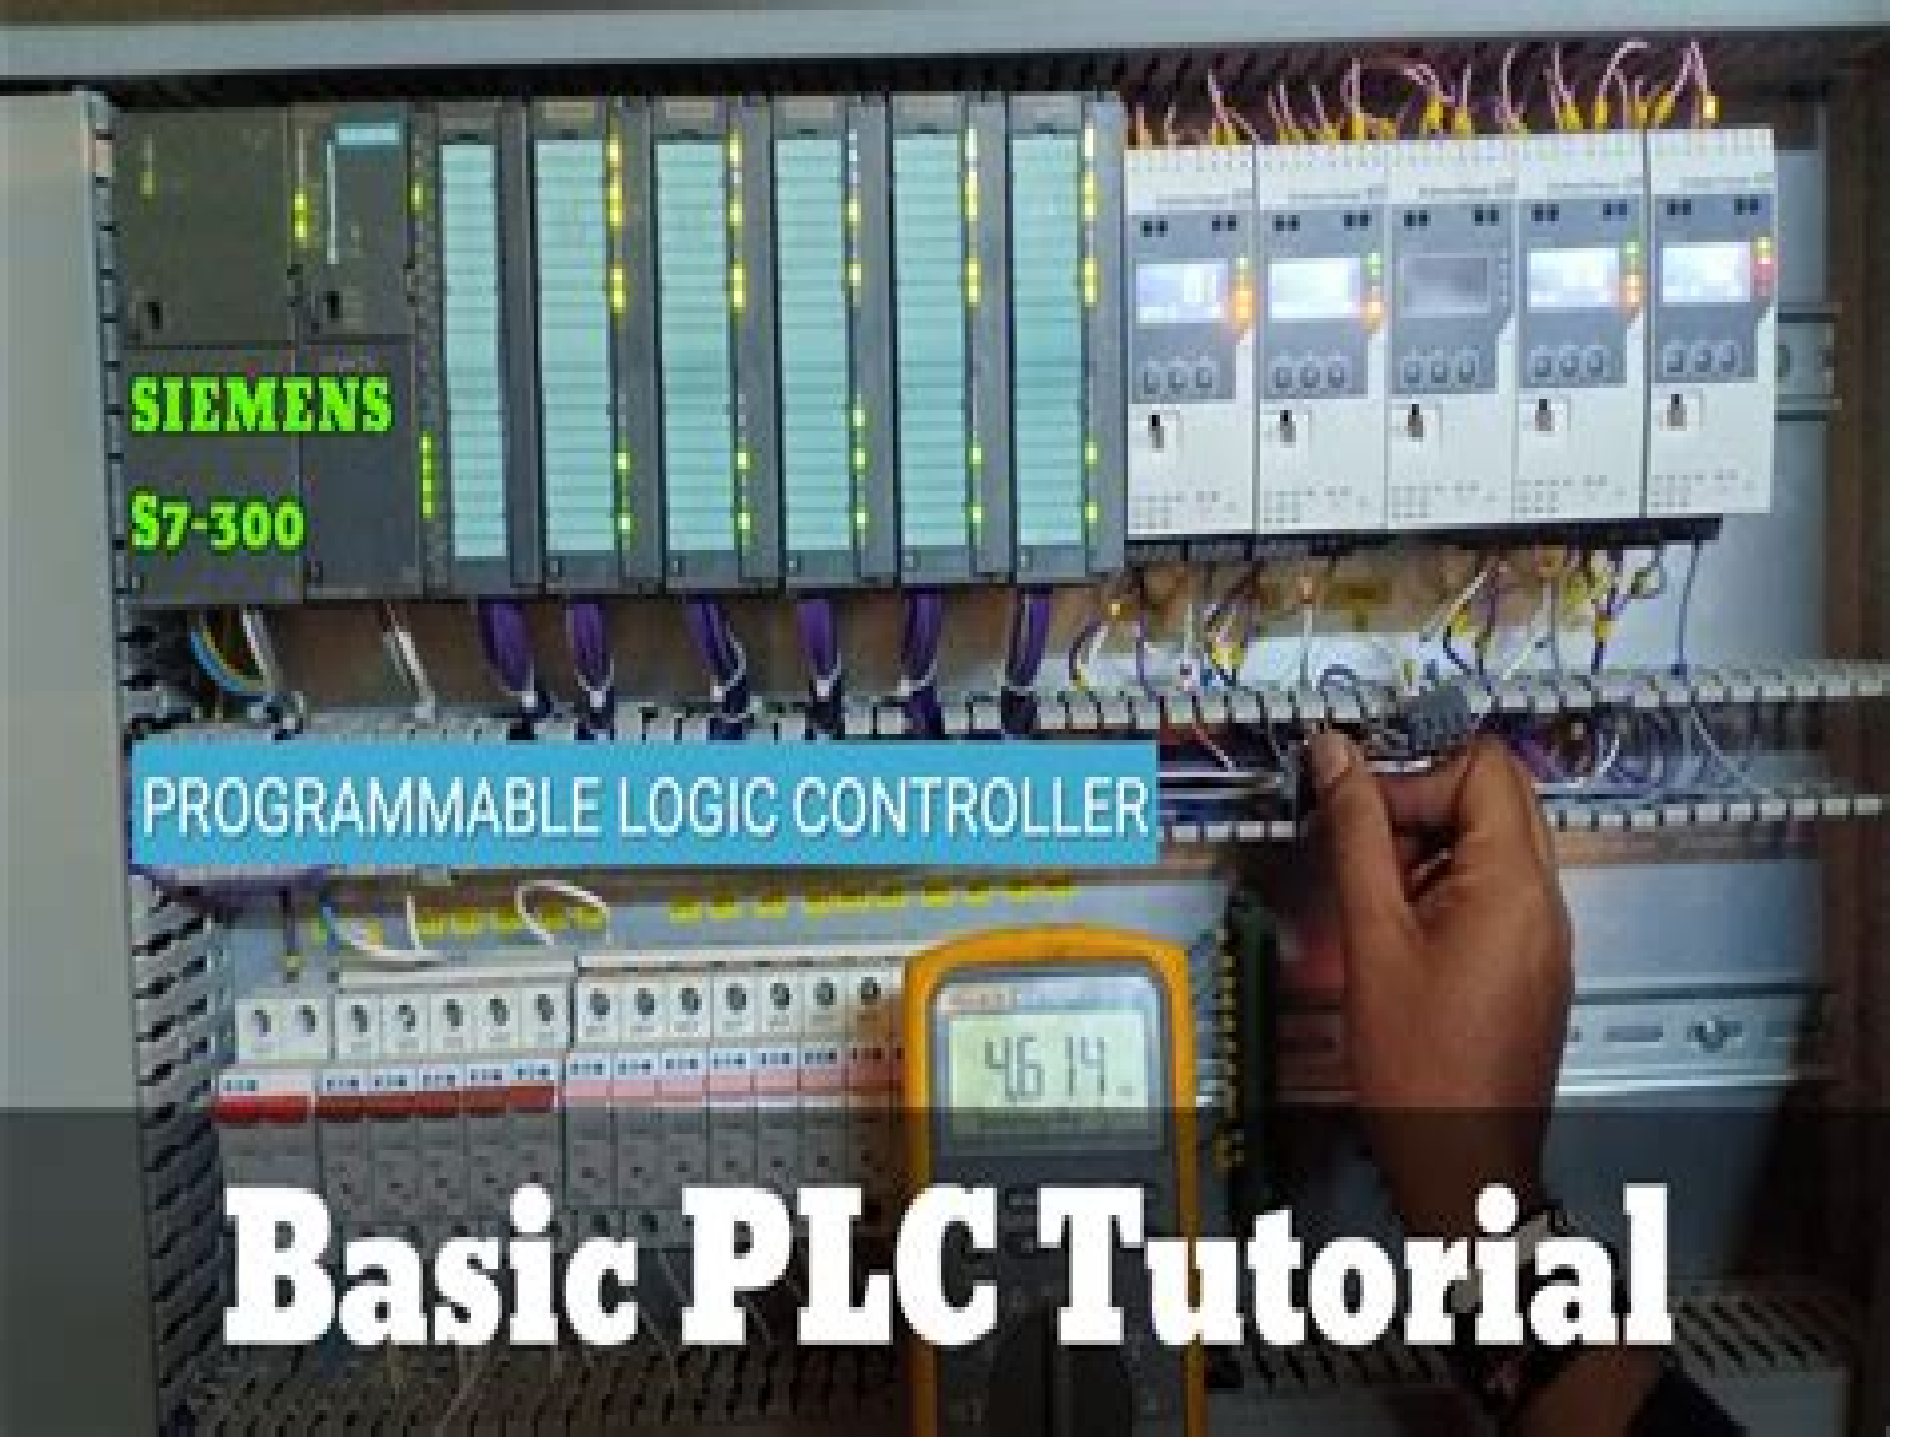 SIEMENS
S7-300
PROGRAMMABLE LOGIC CONTROLLER
4.614
Basic PLC Tutorial